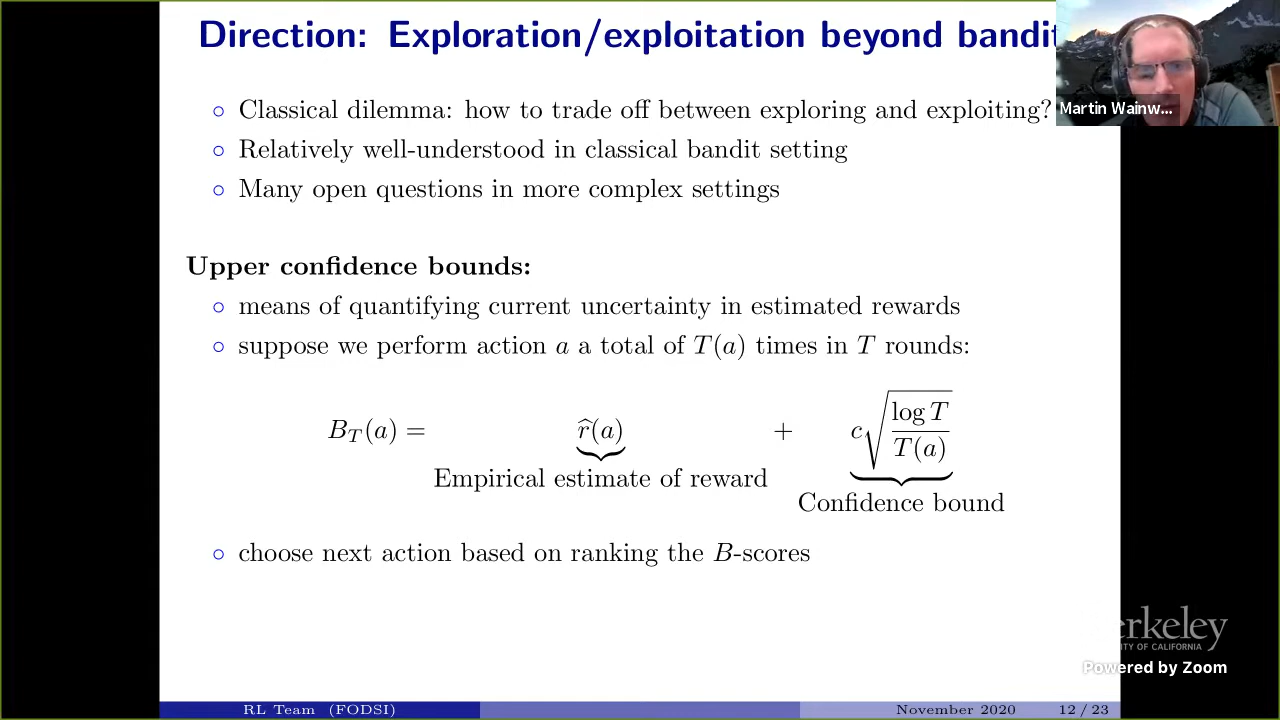 Direction: Exploration/exploitation beyond bandit
Martin Wainw...
◦ Classical dilemma: how to trade off between exploring and exploiting?
◦ Relatively well-understood in classical bandit setting
◦ Many open questions in more complex settings
Upper confidence bounds:
◦ means of quantifying current uncertainty in estimated rewards
◦ suppose we perform action a a total of T(a) times in T rounds:
B_T(a) = r̂(a) + c√(log T / T(a))
Empirical estimate of reward
Confidence bound
◦ choose next action based on ranking the B-scores
erkeley
ITY OF CALIFORNIA
Powered by Zoom
RL Team (FODSI) November 2020 12 / 23